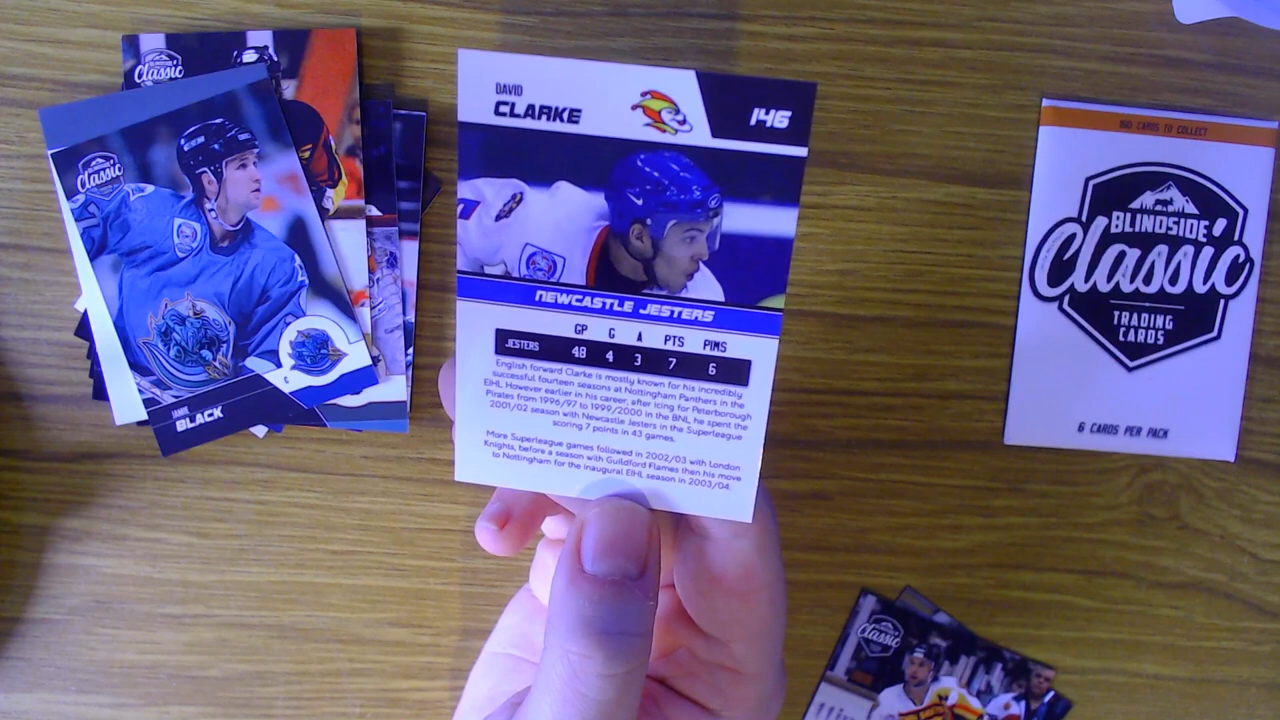 Classic
Classic
JAMIE
BLACK
DAVID
CLARKE
146
NEWCASTLE JESTERS
GP G A PTS PIMS
JESTERS 48 4 3 7 6
English forward Clarke is mostly known for his incredibly
successful fourteen seasons at Nottingham Panthers in the
EIHL. However earlier in his career, after icing for Peterborough
Pirates from 1996/97 to 1999/2000 in the BNL, he spent the
2001/02 season with Newcastle Jesters in the Superleague
scoring 7 points in 43 games.
More Superleague games followed in 2002/03 with London
Knights, before a season with Guildford Flames then his move
to Nottingham for the inaugural EIHL season in 2003/04.
160 CARDS TO COLLECT
BLINDSIDE
Classic
TRADING
CARDS
6 CARDS PER PACK
Classic